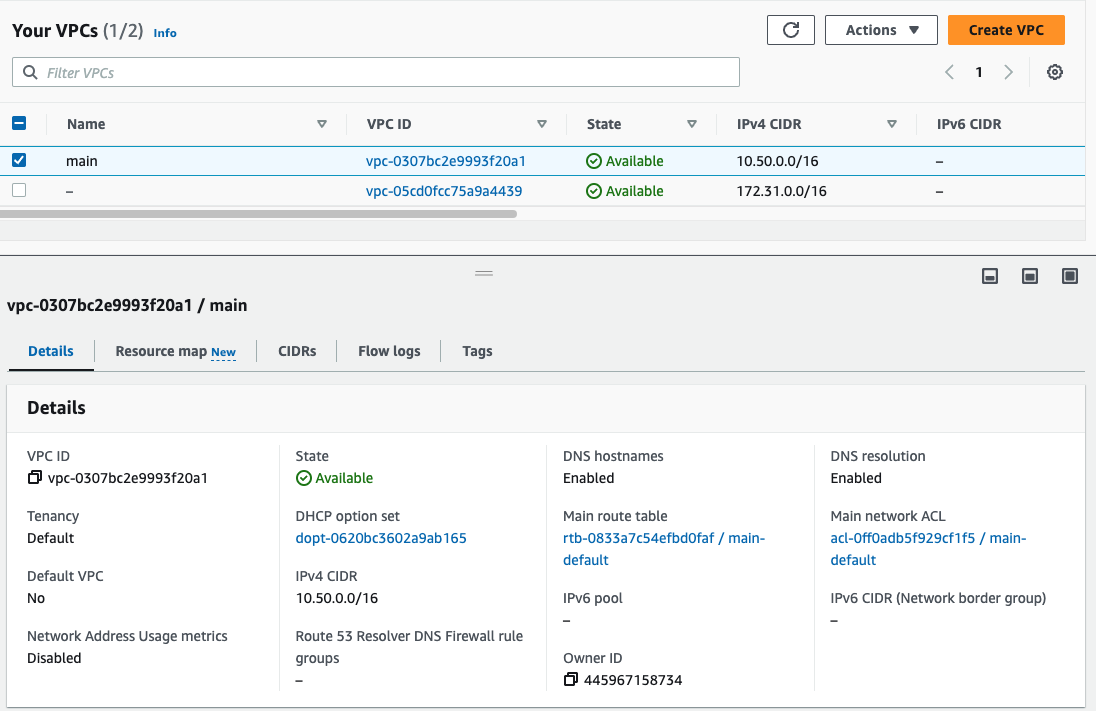 Your VPCs (1/2) Info
Actions
Create VPC
Filter VPCs
1
Name VPC ID State IPv4 CIDR IPv6 CIDR
main vpc-0307bc2e9993f20a1 Available 10.50.0.0/16 –
– vpc-05cd0fcc75a9a4439 Available 172.31.0.0/16 –
vpc-0307bc2e9993f20a1 / main
Details Resource map New CIDRs Flow logs Tags
Details
VPC ID
vpc-0307bc2e9993f20a1
Tenancy
Default
Default VPC
No
Network Address Usage metrics
Disabled
State
Available
DHCP option set
dopt-0620bc3602a9ab165
IPv4 CIDR
10.50.0.0/16
Route 53 Resolver DNS Firewall rule
groups
–
DNS hostnames
Enabled
Main route table
rtb-0833a7c54efbd0faf / main-
default
IPv6 pool
–
Owner ID
445967158734
DNS resolution
Enabled
Main network ACL
acl-0ff0adb5f929cf1f5 / main-
default
IPv6 CIDR (Network border group)
–